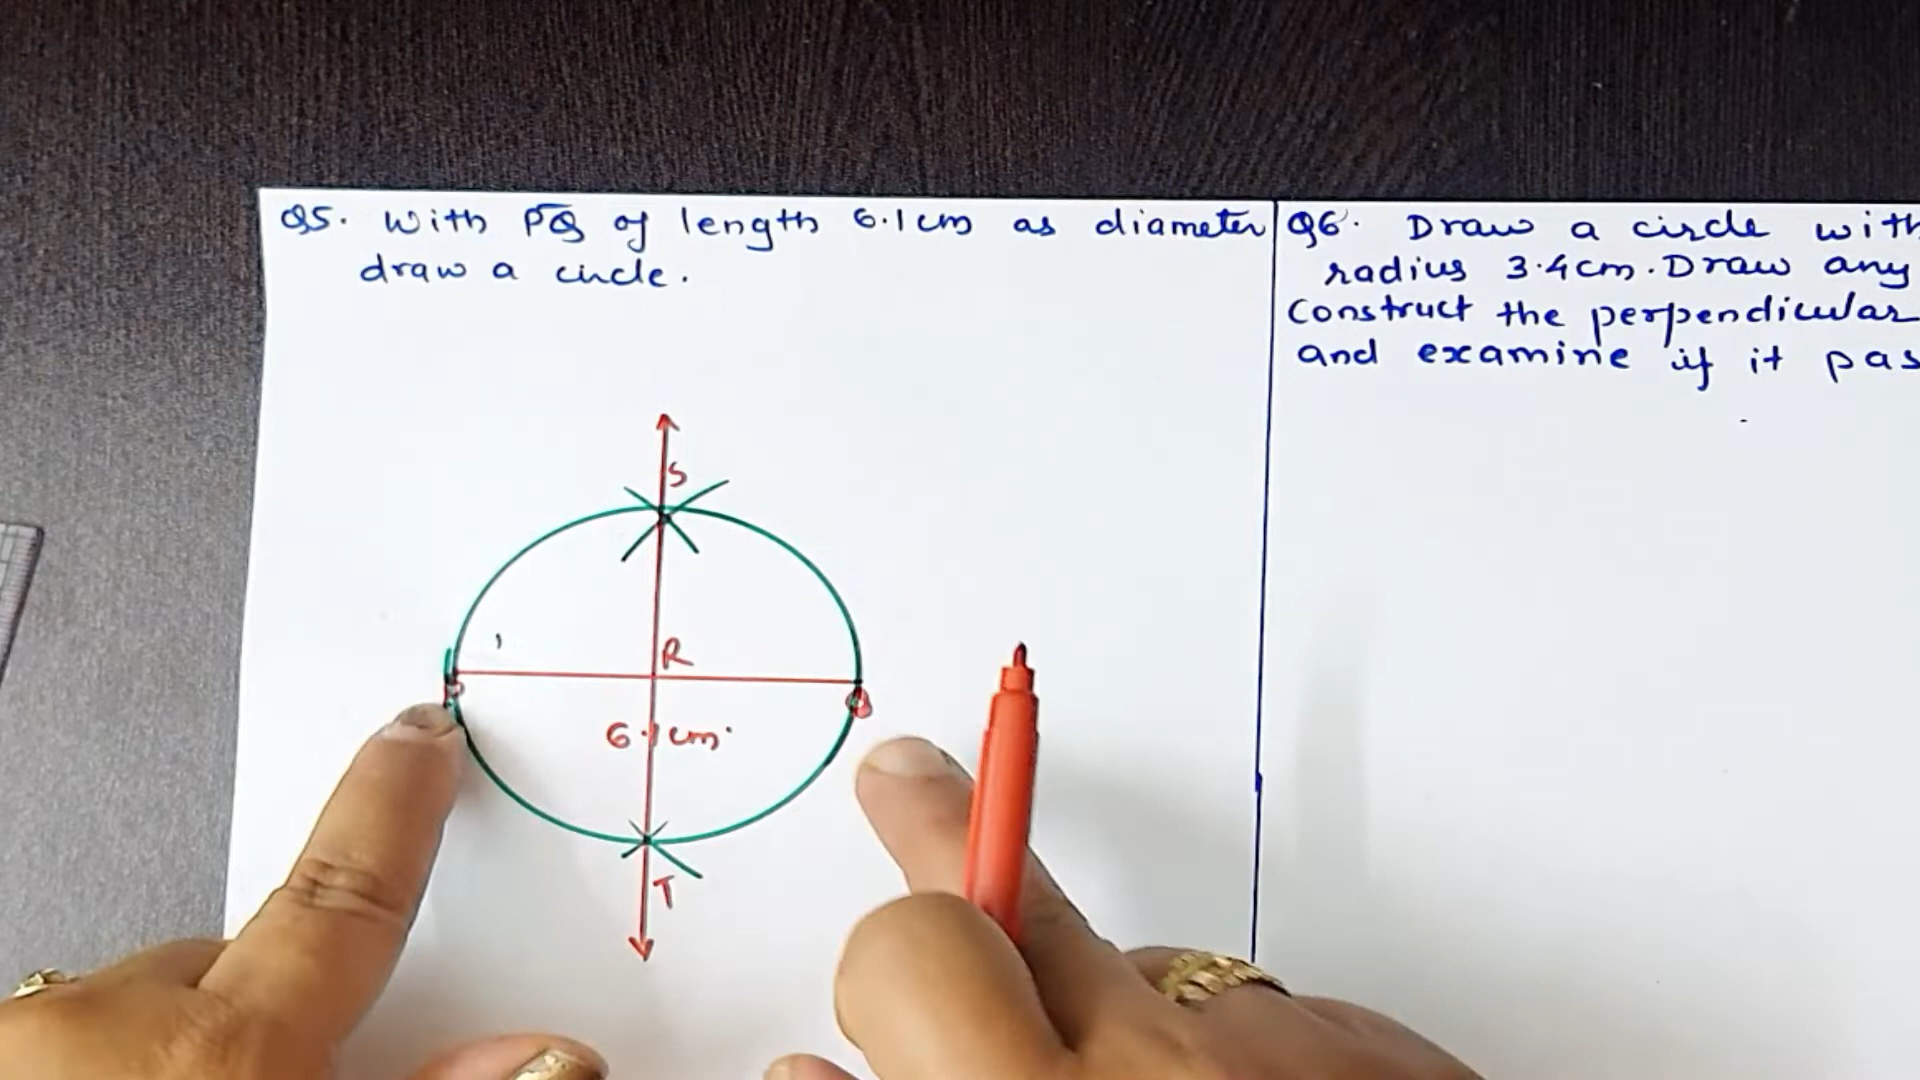 Q5. With PQ of length 6.1cm as diameter
draw a circle.
Q6. Draw a circle with
radius 3.4cm. Draw any
Construct the perpendicular
and examine if it pas
S
R
P
Q
6.1cm.
T